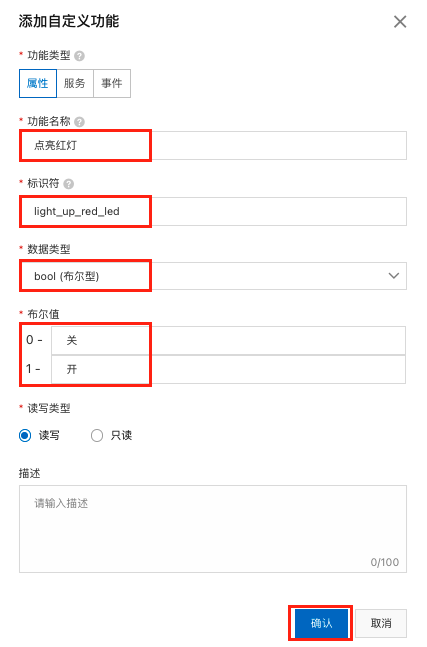 添加自定义功能
* 功能类型 ?
属性 服务 事件
* 功能名称 ?
点亮红灯
* 标识符 ?
light_up_red_led
* 数据类型
bool (布尔型)
* 布尔值
0 - 关
1 - 开
* 读写类型
读写 只读
描述
请输入描述
0/100
确认 取消